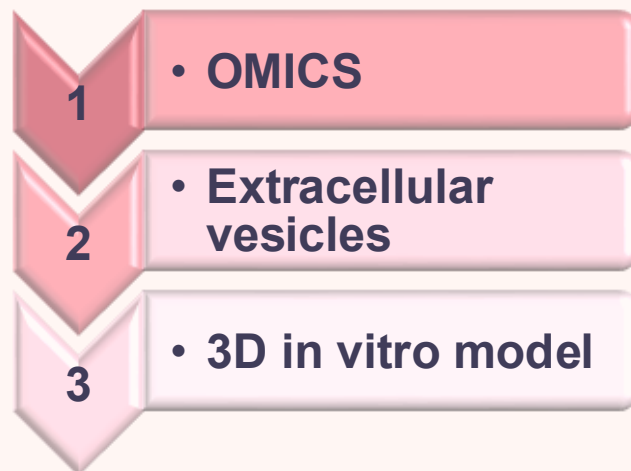 1
• OMICS
2
• Extracellular
vesicles
3
• 3D in vitro model